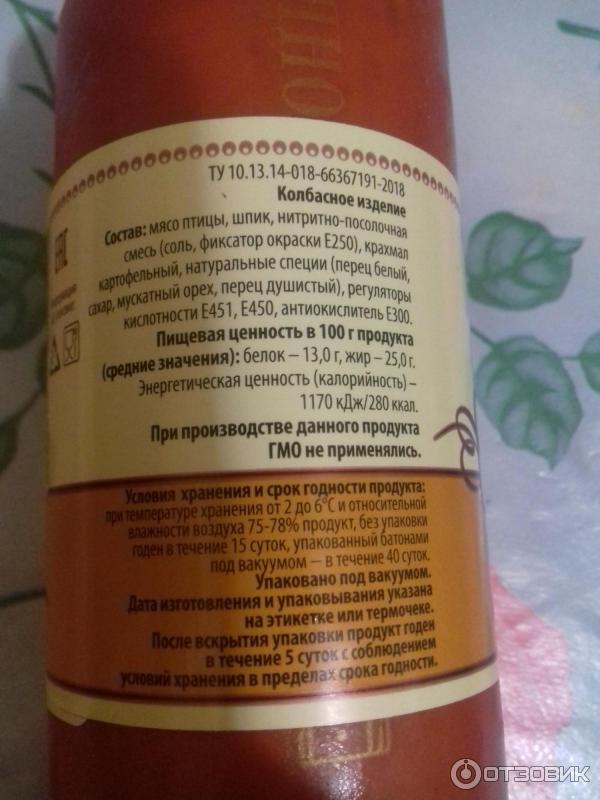 ТУ 10.13.14-018-66367191-2018
Колбасное изделие
Состав: мясо птицы, шпик, нитритно-посолочная
смесь (соль, фиксатор окраски Е250), крахмал
картофельный, натуральные специи (перец белый,
сахар, мускатный орех, перец душистый), регуляторы
кислотности Е451, Е450, антиокислитель Е300.
Пищевая ценность в 100 г продукта
(средние значения): белок – 13,0 г, жир – 25,0 г.
Энергетическая ценность (калорийность) –
1170 кДж/280 ккал.
При производстве данного продукта
ГМО не применялись.
Условия хранения и срок годности продукта:
при температуре хранения от 2 до 6°С и относительной
влажности воздуха 75-78% продукт, без упаковки
годен в течение 15 суток, упакованный батонами
под вакуумом – в течение 40 суток.
Упаковано под вакуумом.
Дата изготовления и упаковывания указана
на этикетке или термочеке.
После вскрытия упаковки продукт годен
в течение 5 суток с соблюдением
условий хранения в пределах срока годности.
EAC
ОТЗОВИК